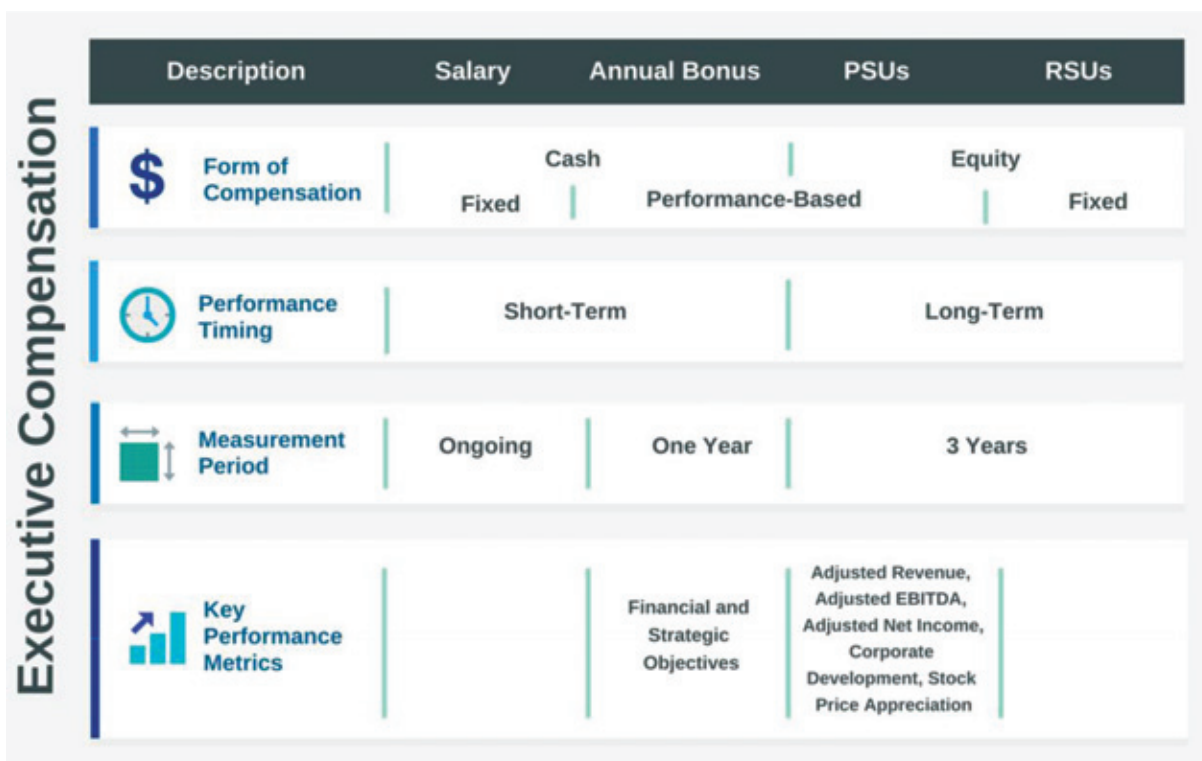 Executive Compensation
Description Salary Annual Bonus PSUs RSUs
$ Form of
Compensation
Cash Equity
Fixed Performance-Based Fixed
Performance
Timing
Short-Term Long-Term
Measurement
Period
Ongoing One Year 3 Years
Key
Performance
Metrics
Financial and
Strategic
Objectives
Adjusted Revenue,
Adjusted EBITDA,
Adjusted Net Income,
Corporate
Development, Stock
Price Appreciation